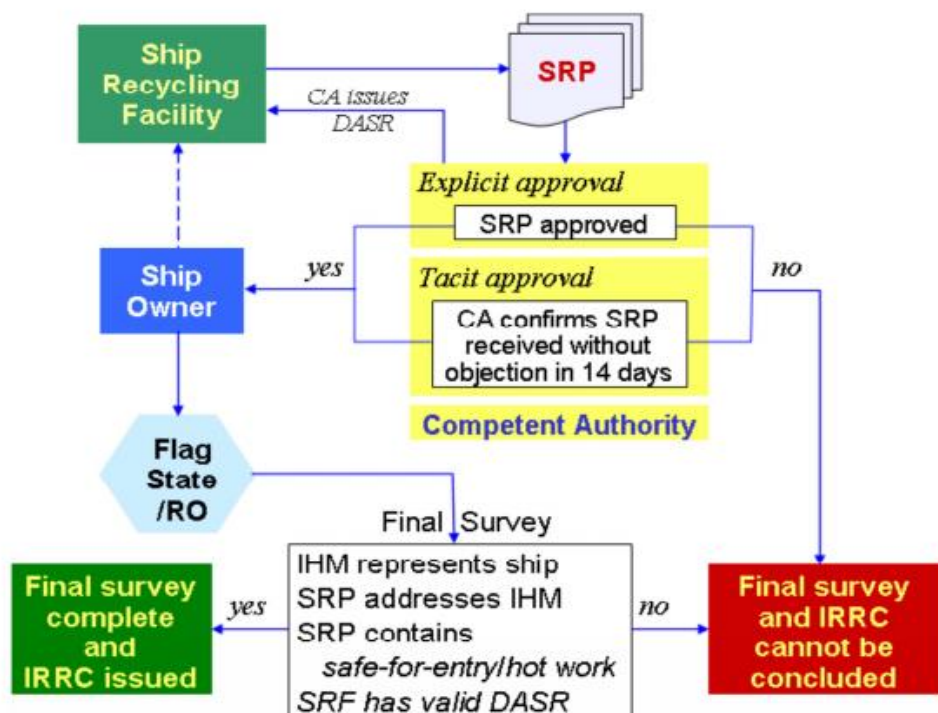 Ship
Recycling
Facility
SRP
CA issues
DASR
Explicit approval
SRP approved
yes
no
Ship
Owner
Tacit approval
CA confirms SRP
received without
objection in 14 days
Competent Authority
Flag
State
/RO
Final Survey
IHM represents ship
SRP addresses IHM
SRP contains
safe-for-entry/hot work
SRF has valid DASR
yes
no
Final survey
complete
and
IRRC issued
Final survey
and IRRC
cannot be
concluded